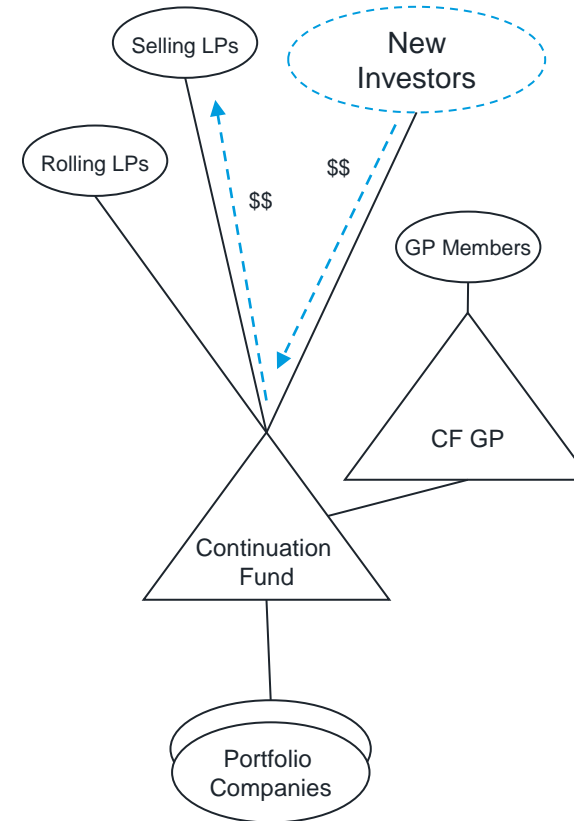 Selling LPs
New
Investors
Rolling LPs
$$
$$
GP Members
CF GP
Continuation
Fund
Portfolio
Companies